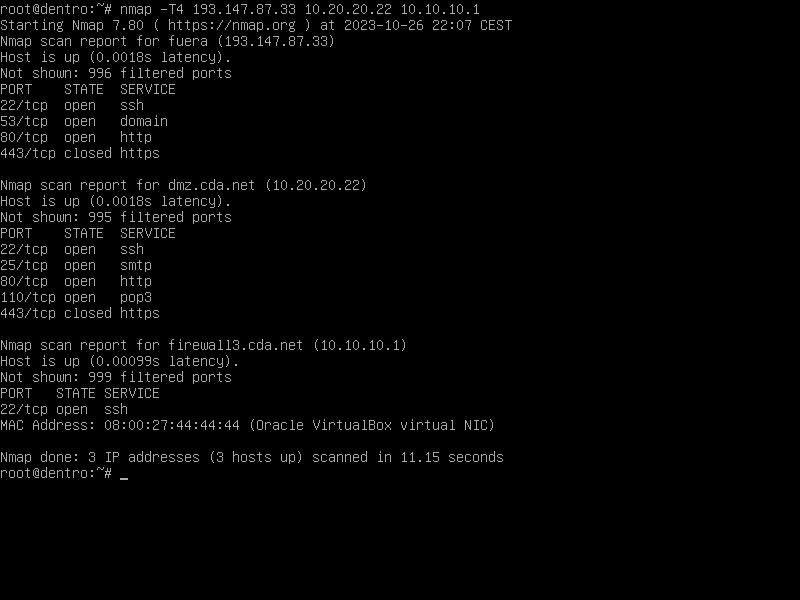 root@dentro:~# nmap -T4 193.147.87.33 10.20.20.22 10.10.10.1
Starting Nmap 7.80 ( https://nmap.org ) at 2023-10-26 22:07 CEST
Nmap scan report for fuera (193.147.87.33)
Host is up (0.0018s latency).
Not shown: 996 filtered ports
PORT    STATE  SERVICE
22/tcp  open   ssh
53/tcp  open   domain
80/tcp  open   http
443/tcp closed https

Nmap scan report for dmz.cda.net (10.20.20.22)
Host is up (0.0018s latency).
Not shown: 995 filtered ports
PORT    STATE  SERVICE
22/tcp  open   ssh
25/tcp  open   smtp
80/tcp  open   http
110/tcp open   pop3
443/tcp closed https

Nmap scan report for firewall3.cda.net (10.10.10.1)
Host is up (0.00099s latency).
Not shown: 999 filtered ports
PORT   STATE SERVICE
22/tcp open  ssh
MAC Address: 08:00:27:44:44:44 (Oracle VirtualBox virtual NIC)

Nmap done: 3 IP addresses (3 hosts up) scanned in 11.15 seconds
root@dentro:~# _